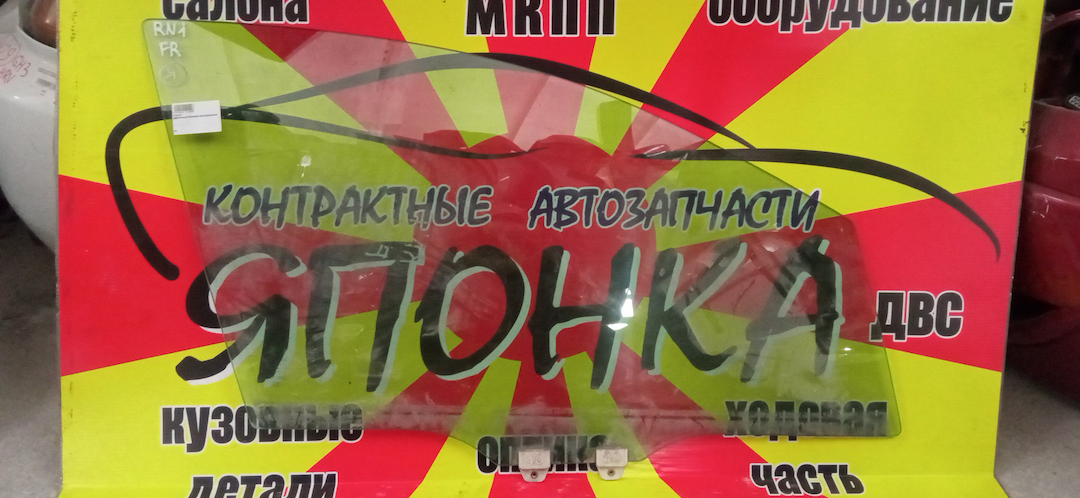 салона
МКПП
оборудование
RN1
FR
КОНТРАКТНЫЕ АВТОЗАПЧАСТИ
ЯПОНКА
ДВС
кузовные
детали
оптика
ходовая
часть